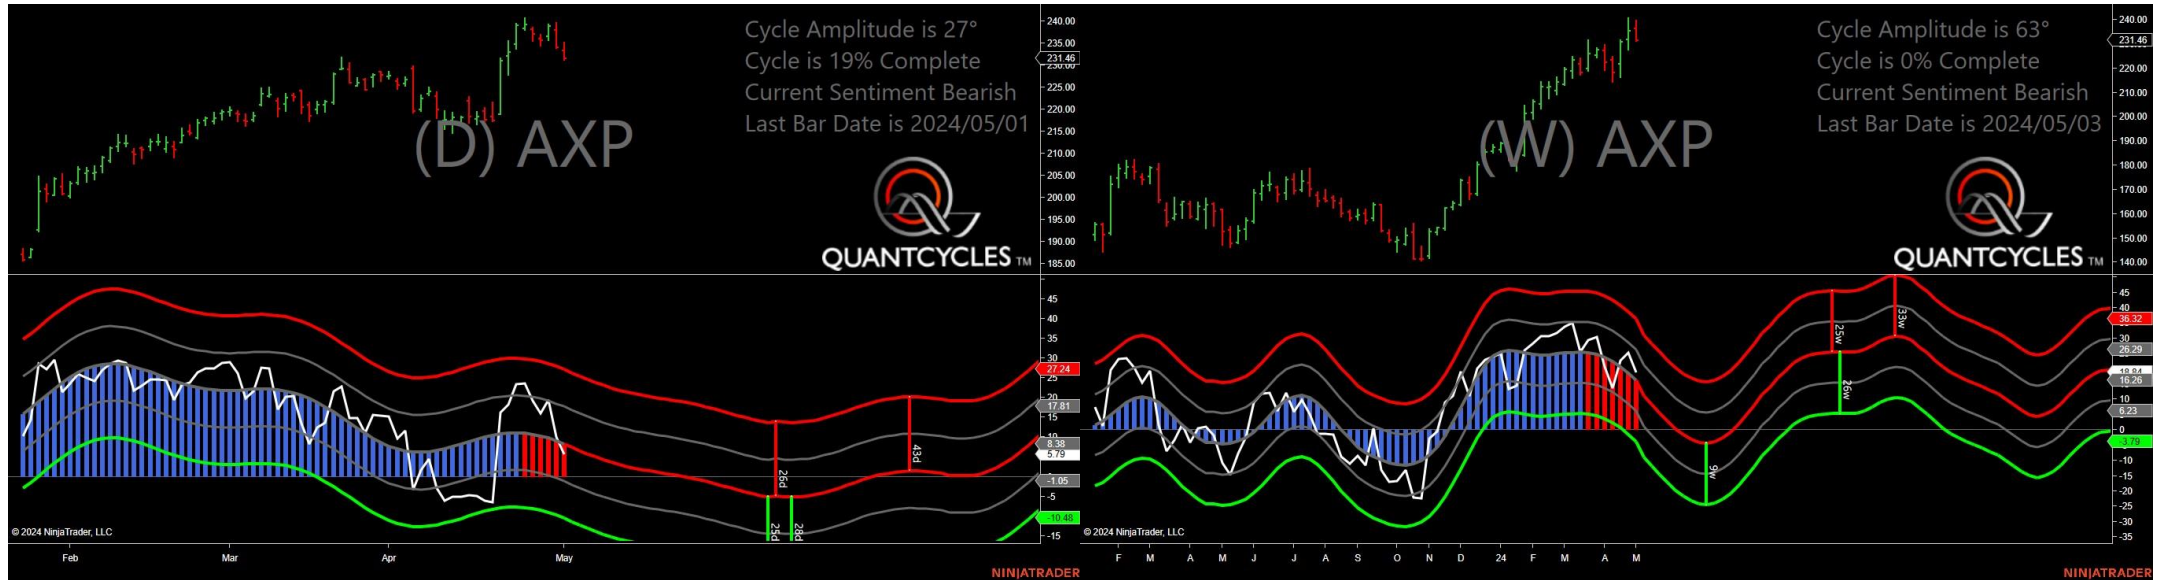 Cycle Amplitude is 27°
Cycle is 19% Complete
Current Sentiment Bearish
Last Bar Date is 2024/05/01
(D) AXP
QUANTCYCLES TM
240.00
235.00
231.46
230.00
225.00
220.00
215.00
210.00
205.00
200.00
195.00
190.00
185.00
45
40
35
30
27.24
25
20
17.81
15
8.38
5.79
-1.05
-5
-10.48
-15
26d
43d
25d
28d
© 2024 NinjaTrader, LLC
Feb Mar Apr May
NINJATRADER
Cycle Amplitude is 63°
Cycle is 0% Complete
Current Sentiment Bearish
Last Bar Date is 2024/05/03
(W) AXP
QUANTCYCLES TM
240.00
231.46
220.00
210.00
200.00
190.00
180.00
170.00
160.00
150.00
140.00
45
36.32
30
26.29
18.84
16.26
10
6.23
0
-3.79
-10
-15
-20
-25
-30
-35
25w
33w
26w
9w
© 2024 NinjaTrader, LLC
F M A M J J A S O N D 24 F M A M
NINJATRADER